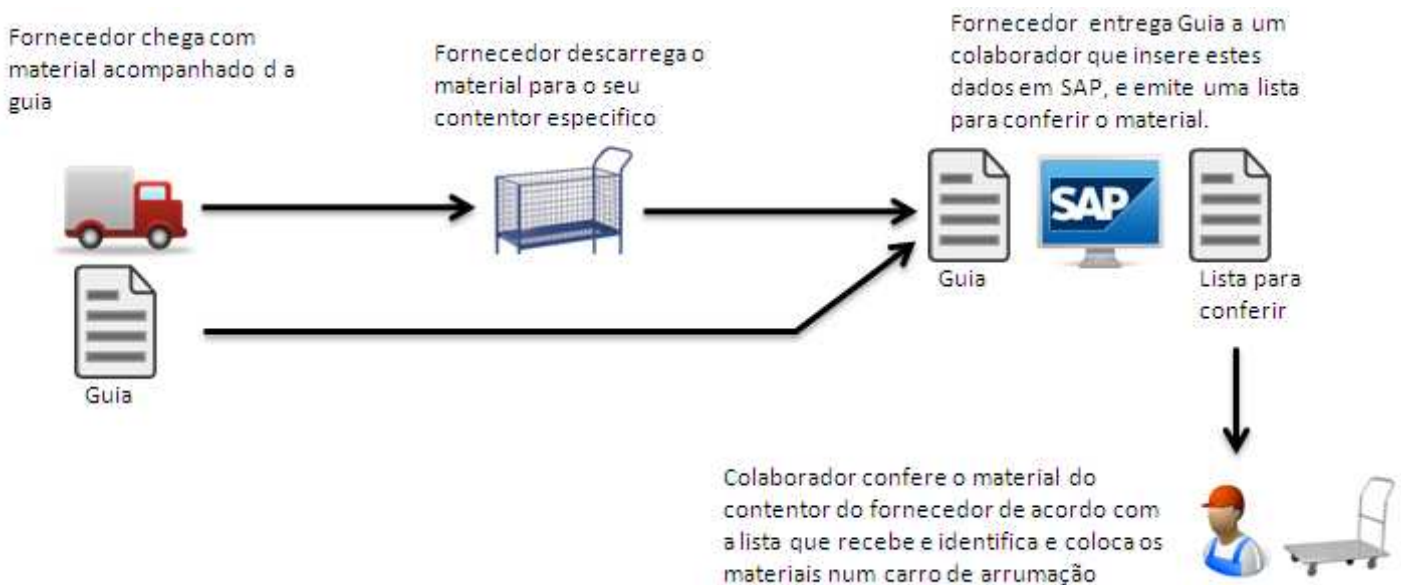 Fornecedor chega com
material acompanhado d a
guia
Fornecedor descarrega o
material para o seu
contentor especifico
Fornecedor entrega Guia a um
colaborador que insere estes
dados em SAP, e emite uma lista
para conferir o material.
SAP
Guia
Lista para
conferir
Guia
Colaborador confere o material do
contentor do fornecedor de acordo com
a lista que recebe e identifica e coloca os
materiais num carro de arrumação